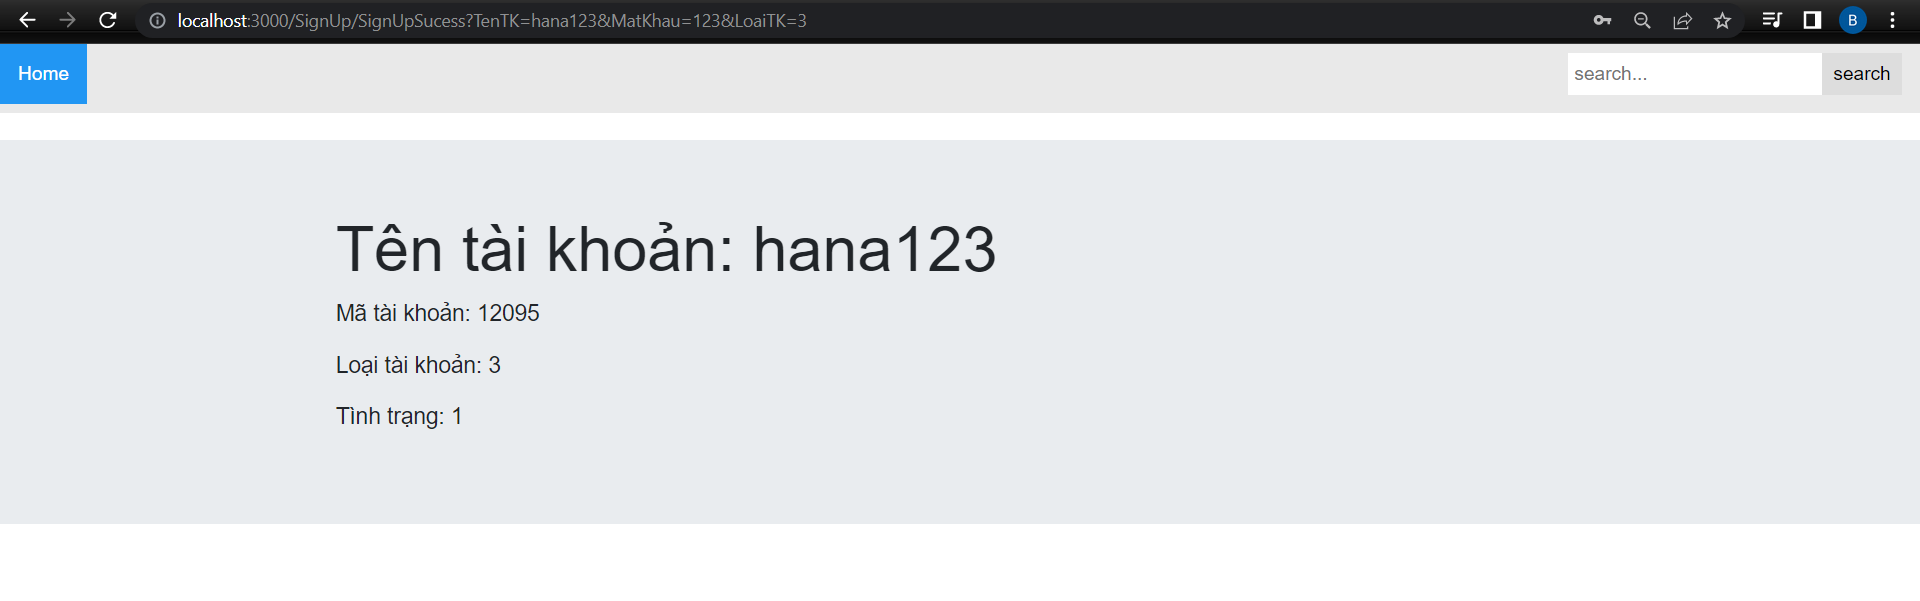 localhost:3000/SignUp/SignUpSucess?TenTK=hana123&MatKhau=123&LoaiTK=3
B
Home
search...
search
Tên tài khoản: hana123
Mã tài khoản: 12095
Loại tài khoản: 3
Tình trạng: 1